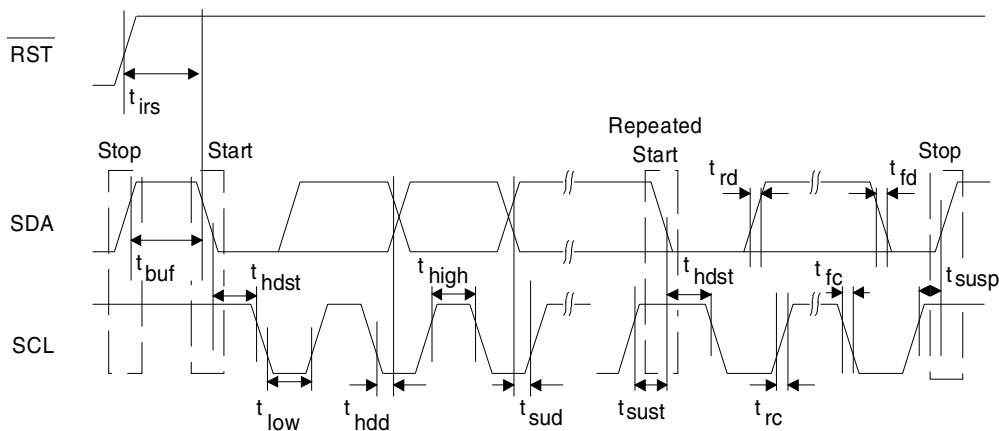 RST
t irs
Repeated
Stop Start Start Stop
t rd t fd
SDA
t buf t hdst t high t hdst t fc t susp
SCL
t low t hdd t sud t sust t rc